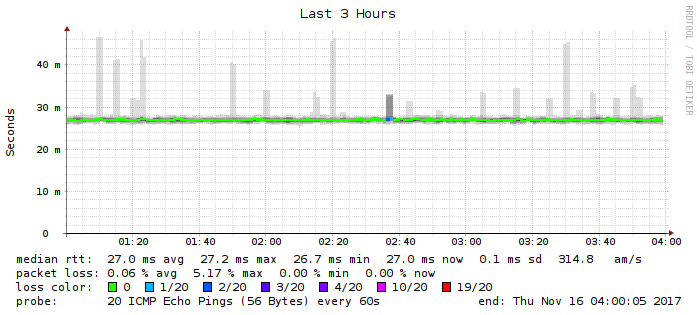 Last 3 Hours
RRDTOOL / TOBI OETIKER
Seconds
40 m
30 m
20 m
10 m
0
01:20 01:40 02:00 02:20 02:40 03:00 03:20 03:40 04:00
median rtt: 27.0 ms avg 27.2 ms max 26.7 ms min 27.0 ms now 0.1 ms sd 314.8 am/s
packet loss: 0.06 % avg 5.17 % max 0.00 % min 0.00 % now
loss color: 0 1/20 2/20 3/20 4/20 10/20 19/20
probe: 20 ICMP Echo Pings (56 Bytes) every 60s end: Thu Nov 16 04:00:05 2017